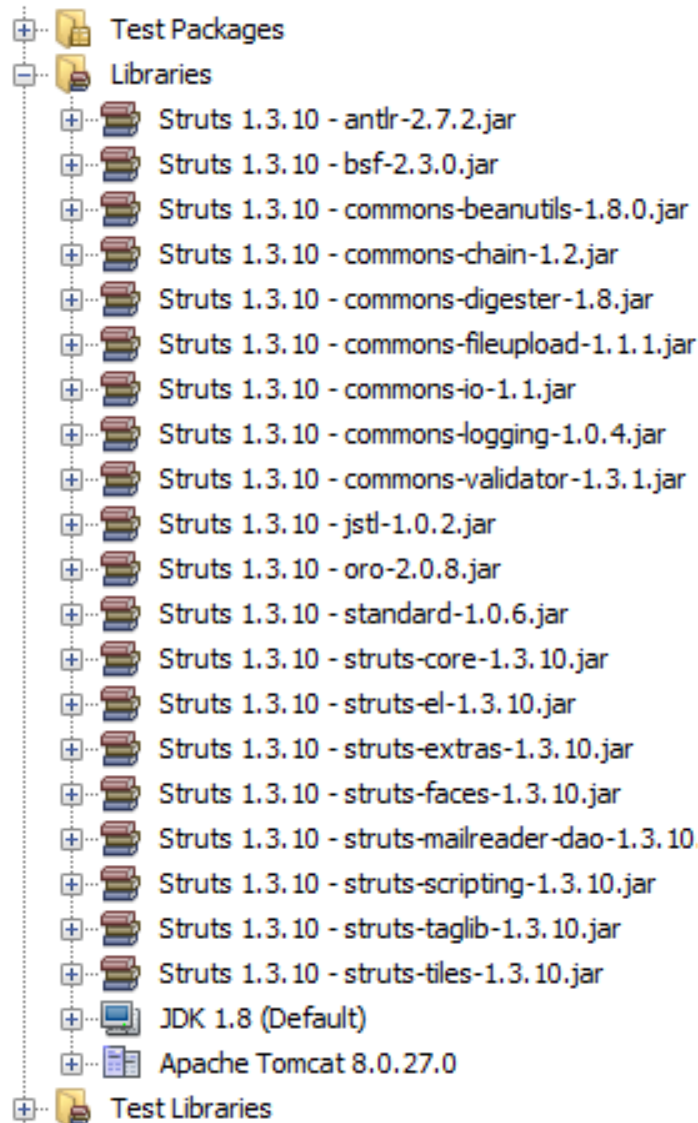 Test Packages
Libraries
Struts 1.3.10 - antlr-2.7.2.jar
Struts 1.3.10 - bsf-2.3.0.jar
Struts 1.3.10 - commons-beanutils-1.8.0.jar
Struts 1.3.10 - commons-chain-1.2.jar
Struts 1.3.10 - commons-digester-1.8.jar
Struts 1.3.10 - commons-fileupload-1.1.1.jar
Struts 1.3.10 - commons-io-1.1.jar
Struts 1.3.10 - commons-logging-1.0.4.jar
Struts 1.3.10 - commons-validator-1.3.1.jar
Struts 1.3.10 - jstl-1.0.2.jar
Struts 1.3.10 - oro-2.0.8.jar
Struts 1.3.10 - standard-1.0.6.jar
Struts 1.3.10 - struts-core-1.3.10.jar
Struts 1.3.10 - struts-el-1.3.10.jar
Struts 1.3.10 - struts-extras-1.3.10.jar
Struts 1.3.10 - struts-faces-1.3.10.jar
Struts 1.3.10 - struts-mailreader-dao-1.3.10.
Struts 1.3.10 - struts-scripting-1.3.10.jar
Struts 1.3.10 - struts-taglib-1.3.10.jar
Struts 1.3.10 - struts-tiles-1.3.10.jar
JDK 1.8 (Default)
Apache Tomcat 8.0.27.0
Test Libraries